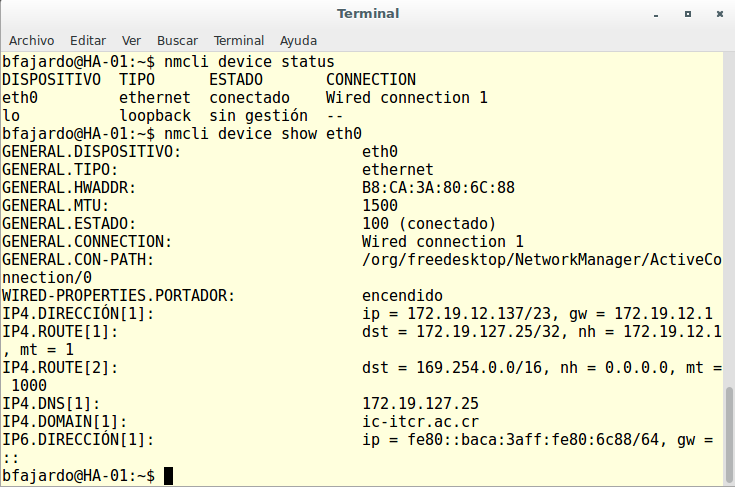 Terminal
Archivo Editar Ver Buscar Terminal Ayuda
bfajardo@HA-01:~$ nmcli device status
DISPOSITIVO  TIPO      ESTADO       CONNECTION
eth0         ethernet  conectado    Wired connection 1
lo           loopback  sin gestión  --
bfajardo@HA-01:~$ nmcli device show eth0
GENERAL.DISPOSITIVO:                    eth0
GENERAL.TIPO:                           ethernet
GENERAL.HWADDR:                         B8:CA:3A:80:6C:88
GENERAL.MTU:                            1500
GENERAL.ESTADO:                         100 (conectado)
GENERAL.CONNECTION:                     Wired connection 1
GENERAL.CON-PATH:                       /org/freedesktop/NetworkManager/ActiveCo
nnection/0
WIRED-PROPERTIES.PORTADOR:              encendido
IP4.DIRECCIÓN[1]:                       ip = 172.19.12.137/23, gw = 172.19.12.1
IP4.ROUTE[1]:                           dst = 172.19.127.25/32, nh = 172.19.12.1
, mt = 1
IP4.ROUTE[2]:                           dst = 169.254.0.0/16, nh = 0.0.0.0, mt =
 1000
IP4.DNS[1]:                             172.19.127.25
IP4.DOMAIN[1]:                          ic-itcr.ac.cr
IP6.DIRECCIÓN[1]:                       ip = fe80::baca:3aff:fe80:6c88/64, gw =
::
bfajardo@HA-01:~$